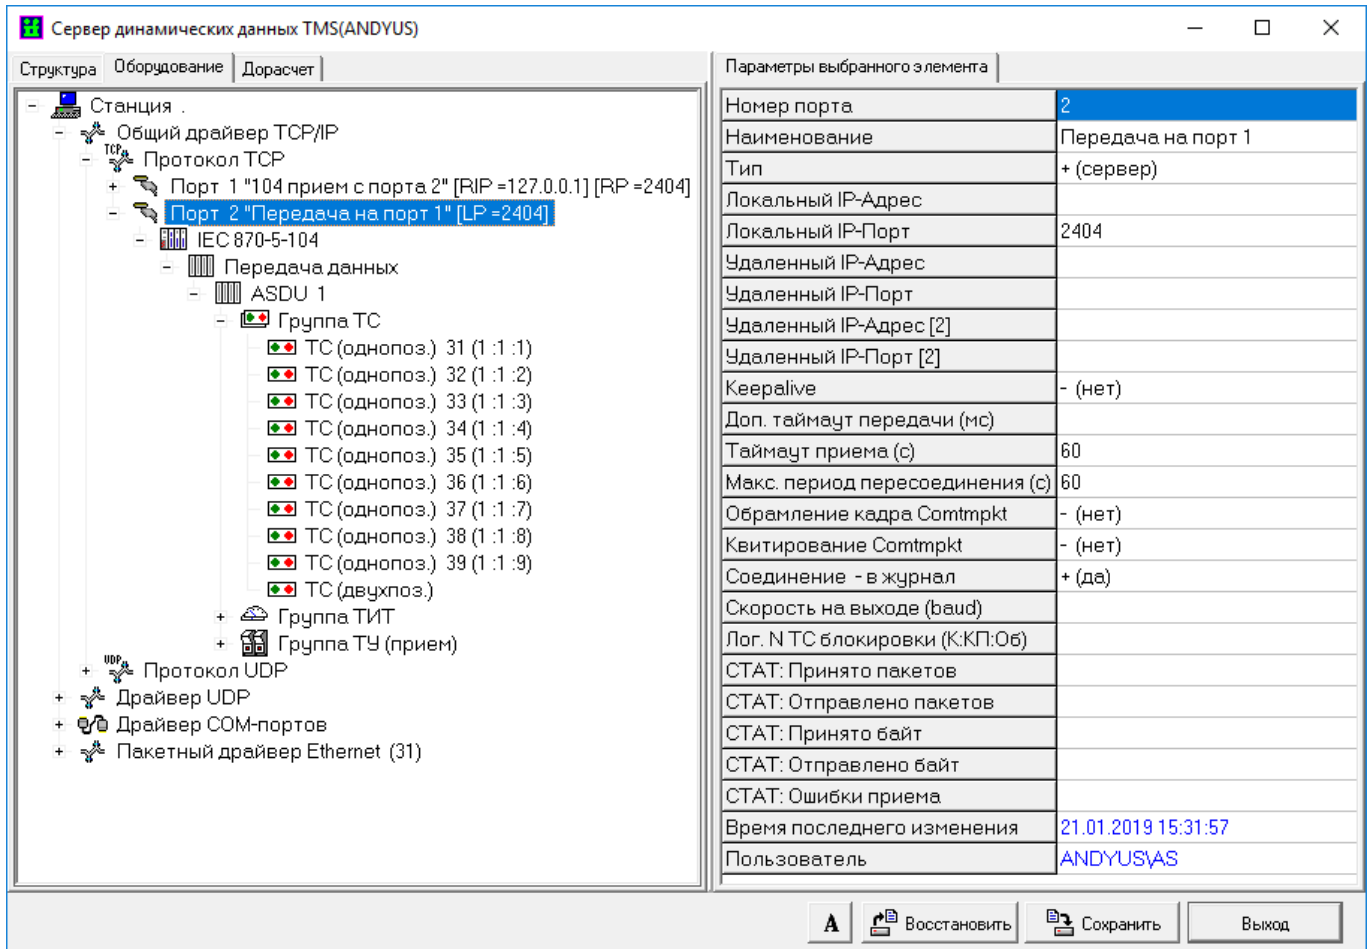 Сервер динамических данных TMS(ANDYUS)
Структура Оборудование Дорасчет
Станция .
Общий драйвер TCP/IP
TCP Протокол TCP
Порт 1 "104 прием с порта 2" [RIP =127.0.0.1] [RP =2404]
Порт 2 "Передача на порт 1" [LP =2404]
IEC 870-5-104
Передача данных
ASDU 1
Группа ТС
ТС (однопоз.) 31 (1 :1 :1)
ТС (однопоз.) 32 (1 :1 :2)
ТС (однопоз.) 33 (1 :1 :3)
ТС (однопоз.) 34 (1 :1 :4)
ТС (однопоз.) 35 (1 :1 :5)
ТС (однопоз.) 36 (1 :1 :6)
ТС (однопоз.) 37 (1 :1 :7)
ТС (однопоз.) 38 (1 :1 :8)
ТС (однопоз.) 39 (1 :1 :9)
ТС (двухпоз.)
Группа ТИТ
Группа ТУ (прием)
UDP Протокол UDP
Драйвер UDP
Драйвер COM-портов
Пакетный драйвер Ethernet (31)
Параметры выбранного элемента
Номер порта 2
Наименование Передача на порт 1
Тип + (сервер)
Локальный IP-Адрес
Локальный IP-Порт 2404
Удаленный IP-Адрес
Удаленный IP-Порт
Удаленный IP-Адрес [2]
Удаленный IP-Порт [2]
Keepalive - (нет)
Доп. таймаут передачи (мс)
Таймаут приема (с) 60
Макс. период пересоединения (с) 60
Обрамление кадра Comtmpkt - (нет)
Квитирование Comtmpkt - (нет)
Соединение - в журнал + (да)
Скорость на выходе (baud)
Лог. N ТС блокировки (К:КП:Об)
СТАТ: Принято пакетов
СТАТ: Отправлено пакетов
СТАТ: Принято байт
СТАТ: Отправлено байт
СТАТ: Ошибки приема
Время последнего изменения 21.01.2019 15:31:57
Пользователь ANDYUS\AS
A Восстановить Сохранить Выход